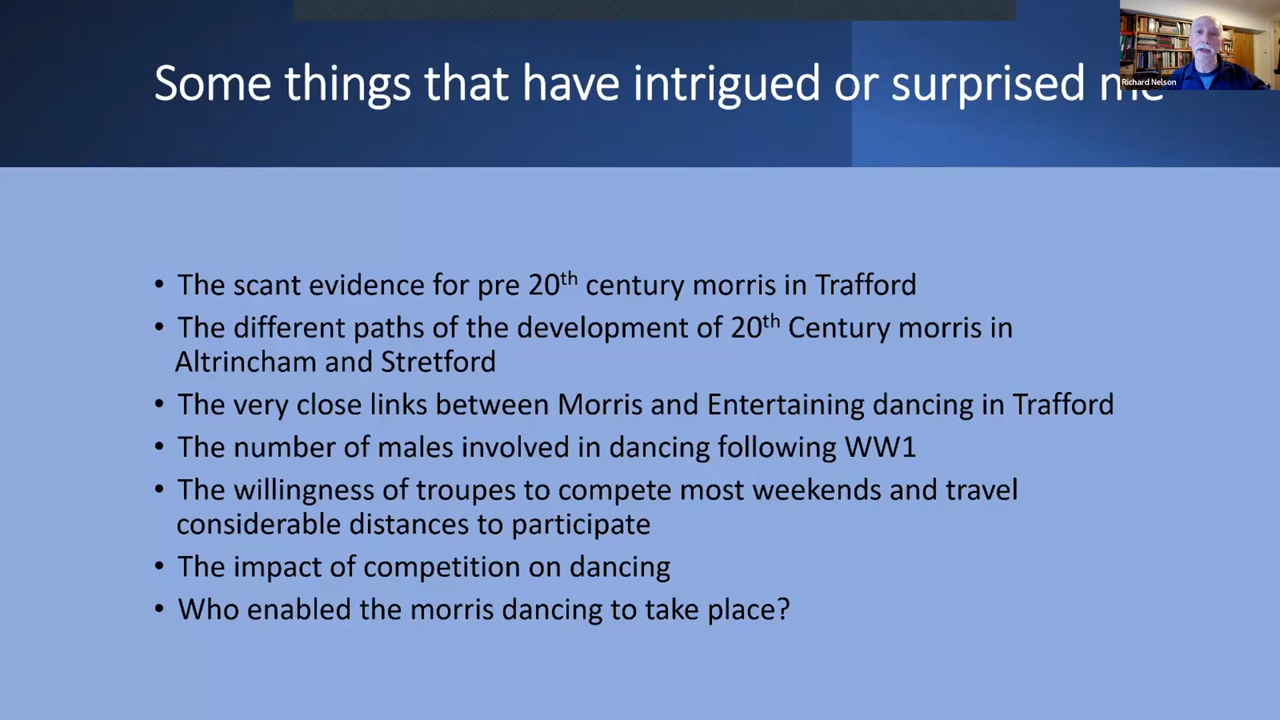 Some things that have intrigued or surprised me
Richard Nelson
• The scant evidence for pre 20th century morris in Trafford
• The different paths of the development of 20th Century morris in
Altrincham and Stretford
• The very close links between Morris and Entertaining dancing in Trafford
• The number of males involved in dancing following WW1
• The willingness of troupes to compete most weekends and travel
considerable distances to participate
• The impact of competition on dancing
• Who enabled the morris dancing to take place?